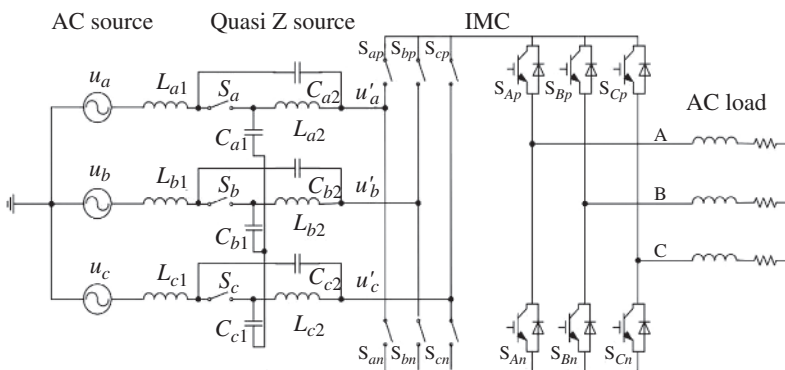 AC source Quasi Z source IMC
S_ap S_bp S_cp
u_a L_a1 S_a C_a2 u'_a S_Ap S_Bp S_Cp AC load
C_a1 L_a2
A
u_b L_b1 S_b C_b2 u'_b
B
C_b1 L_b2
u_c L_c1 S_c C_c2 u'_c
C
C_c1 L_c2
S_an S_bn S_cn S_An S_Bn S_Cn